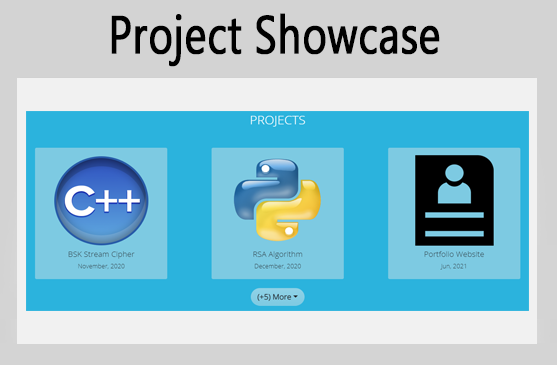 Project Showcase
PROJECTS
C++
BSK Stream Cipher
November, 2020
RSA Algorithm
December, 2020
Portfolio Website
Jun, 2021
(+5) More